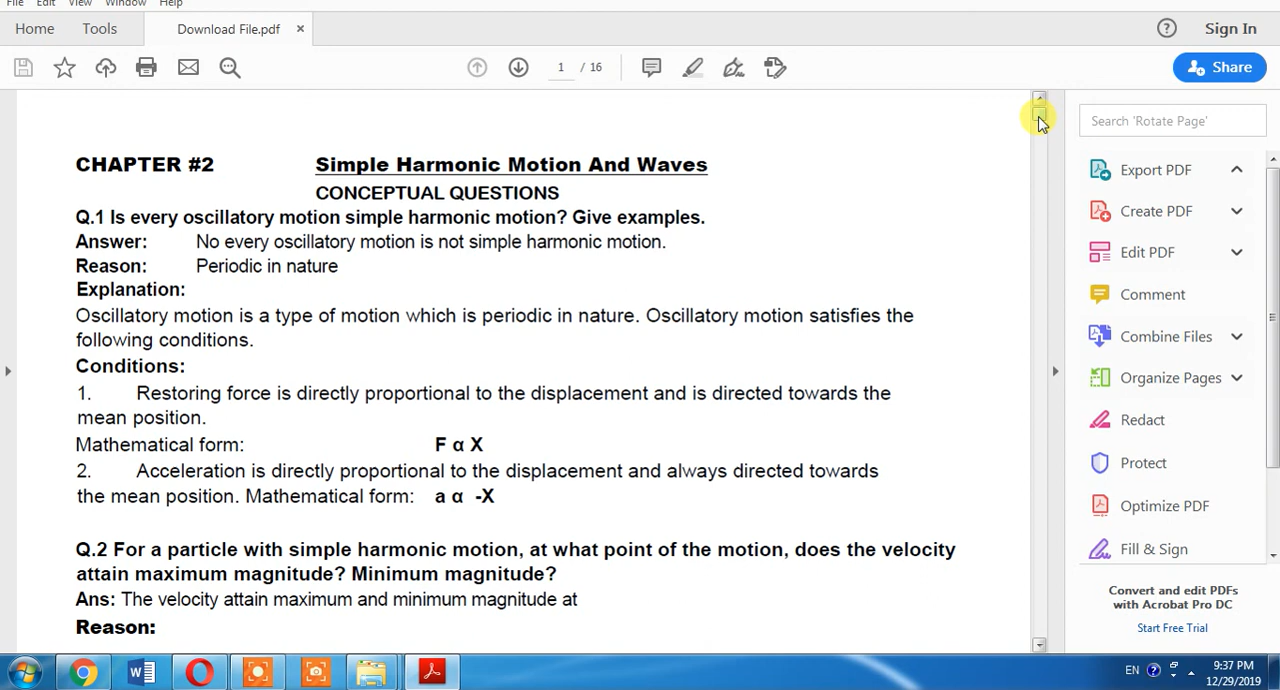 File Edit View Window Help
Home Tools Download File.pdf × Sign In
1 / 16 Share
Search 'Rotate Page'
CHAPTER #2 Simple Harmonic Motion And Waves
CONCEPTUAL QUESTIONS
Q.1 Is every oscillatory motion simple harmonic motion? Give examples.
Answer: No every oscillatory motion is not simple harmonic motion.
Reason: Periodic in nature
Explanation:
Oscillatory motion is a type of motion which is periodic in nature. Oscillatory motion satisfies the
following conditions.
Conditions:
1. Restoring force is directly proportional to the displacement and is directed towards the
mean position.
Mathematical form: F α X
2. Acceleration is directly proportional to the displacement and always directed towards
the mean position. Mathematical form: a α -X
Q.2 For a particle with simple harmonic motion, at what point of the motion, does the velocity
attain maximum magnitude? Minimum magnitude?
Ans: The velocity attain maximum and minimum magnitude at
Reason:
Export PDF
Create PDF
Edit PDF
Comment
Combine Files
Organize Pages
Redact
Protect
Optimize PDF
Fill & Sign
Convert and edit PDFs
with Acrobat Pro DC
Start Free Trial
EN 9:37 PM
12/29/2019